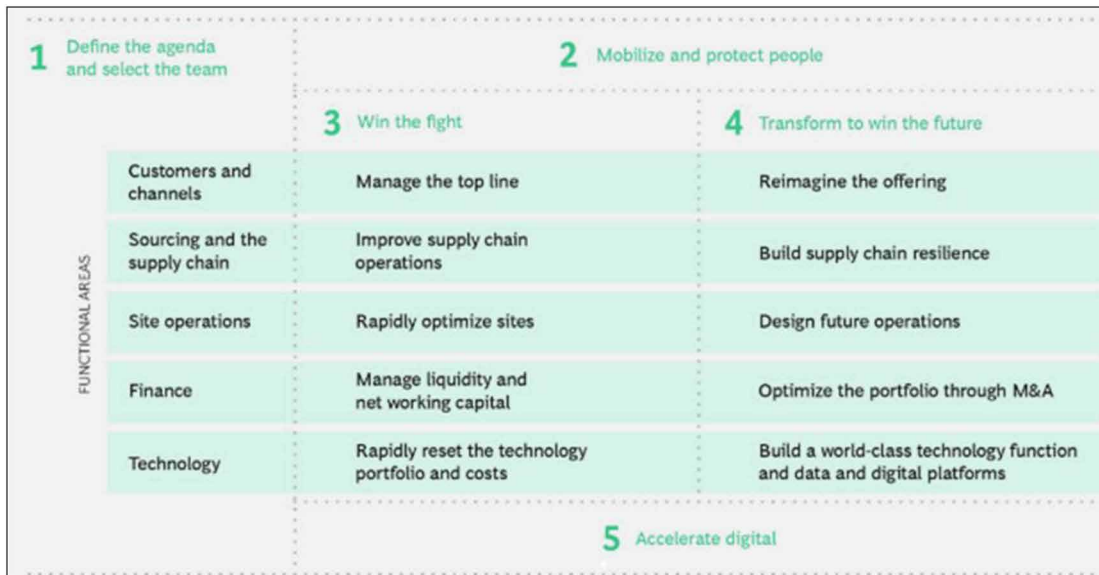 1 Define the agenda
and select the team
2 Mobilize and protect people
3 Win the fight
4 Transform to win the future
FUNCTIONAL AREAS
Customers and
channels
Manage the top line
Reimagine the offering
Sourcing and the
supply chain
Improve supply chain
operations
Build supply chain resilience
Site operations
Rapidly optimize sites
Design future operations
Finance
Manage liquidity and
net working capital
Optimize the portfolio through M&A
Technology
Rapidly reset the technology
portfolio and costs
Build a world-class technology function
and data and digital platforms
5 Accelerate digital